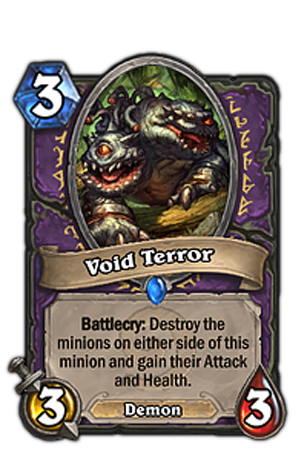 3
Void Terror
Battlecry: Destroy the
minions on either side of this
minion and gain their Attack
and Health.
3
Demon
3